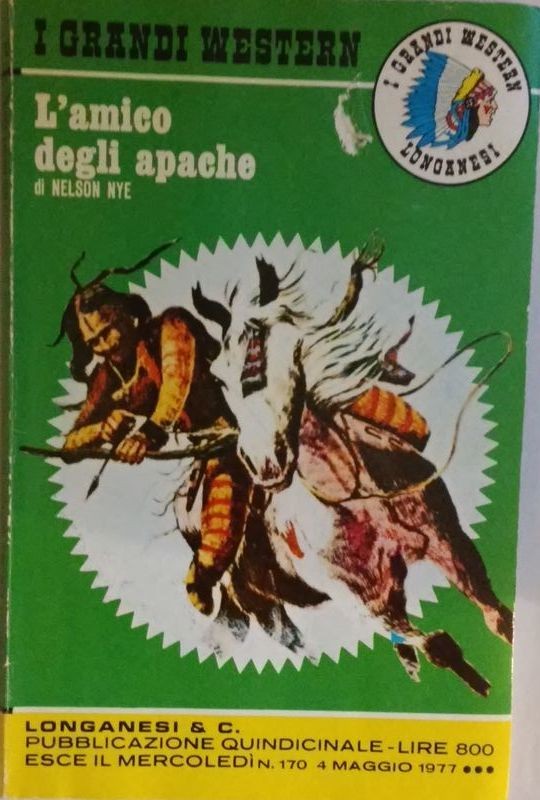 I GRANDI WESTERN
I GRANDI WESTERN
LONGANESI
L'amico
degli apache
di NELSON NYE
LONGANESI & C.
PUBBLICAZIONE QUINDICINALE - LIRE 800
ESCE IL MERCOLEDÌ N. 170 4 MAGGIO 1977 •••